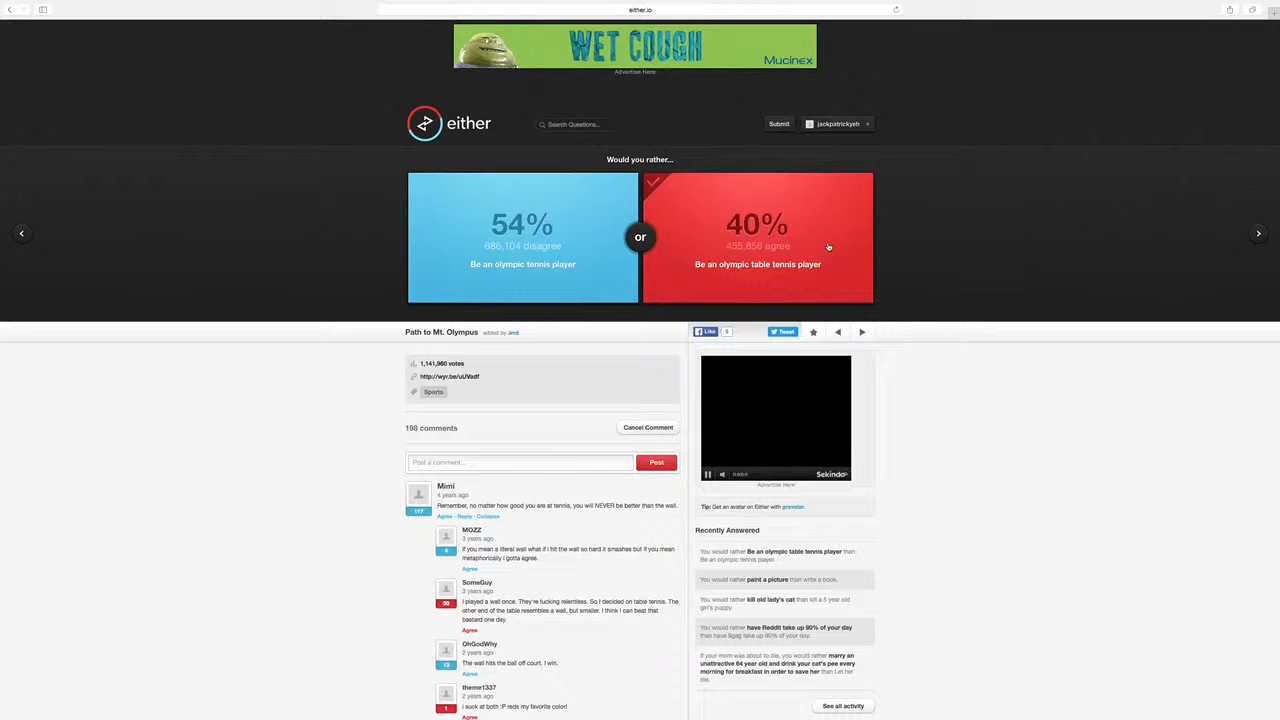 either.io
WET COUGH
Mucinex
Advertise Here
either
Search Questions...
Submit
jackpatrickyeh
Would you rather...
54%
686,104 disagree
Be an olympic tennis player
or
40%
455,856 agree
Be an olympic table tennis player
Path to Mt. Olympus added by Jmd
Like 5
Tweet
1,141,960 votes
http://wyr.be/uUVadf
Sports
198 comments
Cancel Comment
Post a comment...
Post
Mimi
4 years ago
Remember, no matter how good you are at tennis, you will NEVER be better than the wall.
117
Agree · Reply · Collapse
MOZZ
3 years ago
if you mean a literal wall what if i hit the wall so hard it smashes but if you mean
metaphorically i gotta agree.
4
Agree
SomeGuy
3 years ago
I played a wall once. They're fucking relentless. So I decided on table tennis. The
other end of the table resembles a wall, but smaller. I think I can beat that
bastard one day.
30
Agree
OhGodWhy
2 years ago
The wall hits the ball off court. I win.
13
Agree
theme1337
2 years ago
i suck at both :P reds my favorite color!
1
Agree
Sekindo
Advertise Here
Tip: Get an avatar on Either with gravatar.
Recently Answered
You would rather Be an olympic table tennis player than
Be an olympic tennis player.
You would rather paint a picture than write a book.
You would rather kill old lady's cat than kill a 5 year old
girl's puppy.
You would rather have Reddit take up 90% of your day
than have 9gag take up 90% of your day.
If your mom was about to die, you would rather marry an
unattractive 64 year old and drink your cat's pee every
morning for breakfast in order to save her than Let her
die.
See all activity